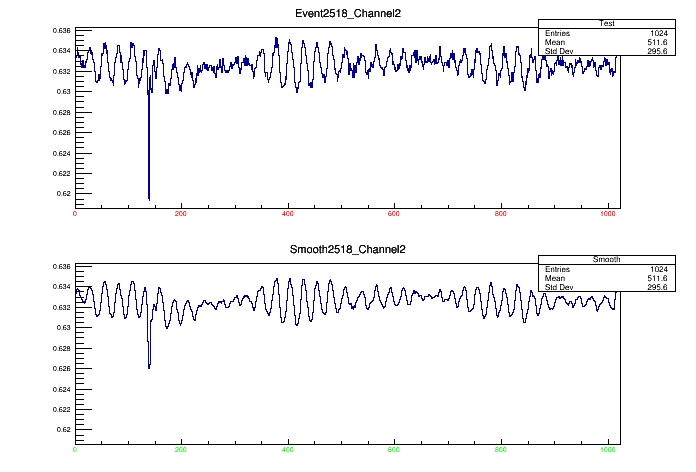 Event2518_Channel2
Test
Entries 1024
Mean 511.6
Std Dev 295.6
0.636
0.634
0.632
0.63
0.628
0.626
0.624
0.622
0.62
0 200 400 600 800 1000
Smooth2518_Channel2
Smooth
Entries 1024
Mean 511.6
Std Dev 295.6
0.636
0.634
0.632
0.63
0.628
0.626
0.624
0.622
0.62
0 200 400 600 800 1000